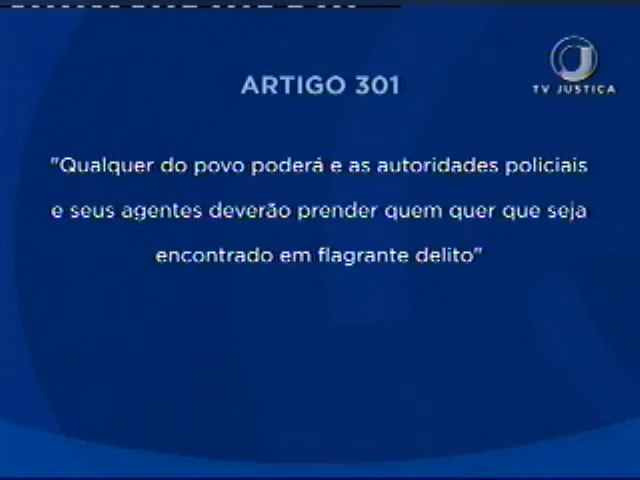 ARTIGO 301
TV JUSTIÇA
"Qualquer do povo poderá e as autoridades policiais
e seus agentes deverão prender quem quer que seja
encontrado em flagrante delito"